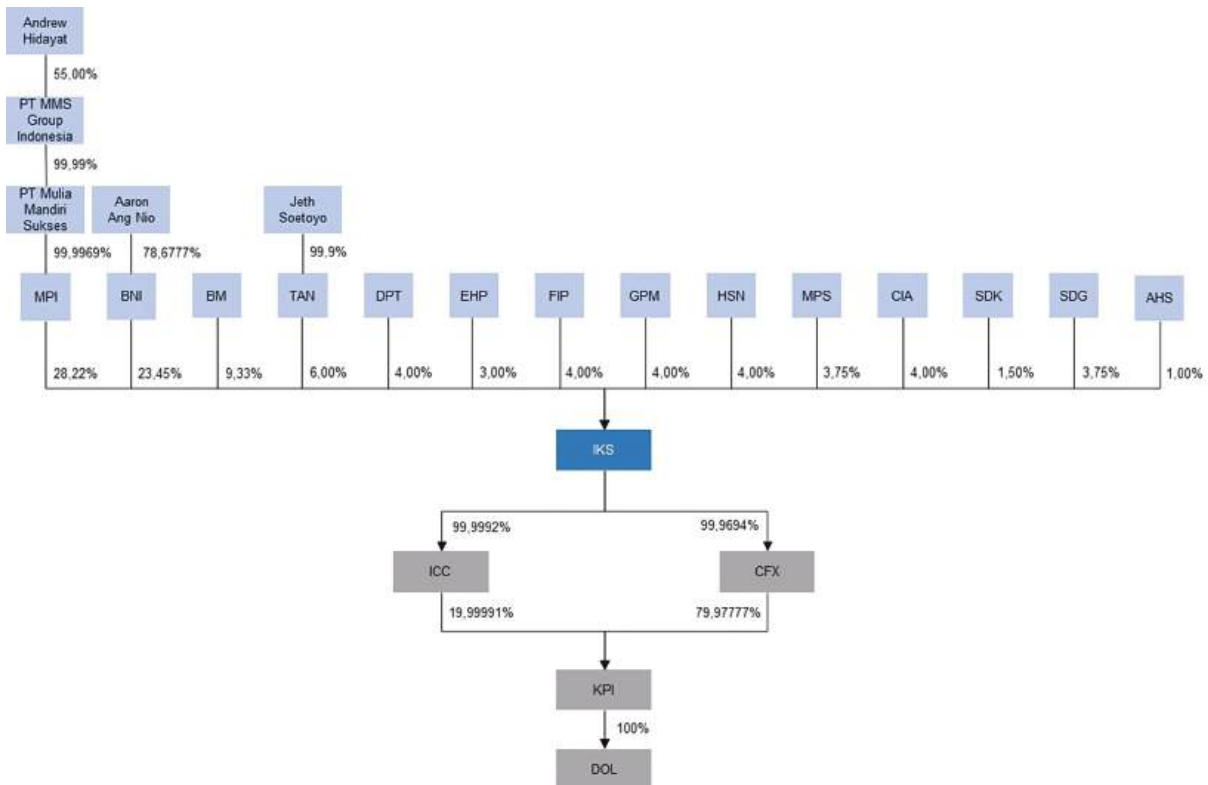 Andrew
Hidayat
55,00%
PT MMS
Group
Indonesia
99,99%
PT Mulia
Mandiri
Sukses
Aaron
Ang Nio
Jeth
Soetoyo
99,9969%
78,6777%
99,9%
MPI
BNI
BM
TAN
DPT
EHP
FIP
GPM
HSN
MPS
CIA
SDK
SDG
AHS
28,22%
23,45%
9,33%
6,00%
4,00%
3,00%
4,00%
4,00%
4,00%
3,75%
4,00%
1,50%
3,75%
1,00%
IKS
99,9992%
99,9694%
ICC
CFX
19,99991%
79,97777%
KPI
100%
DOL